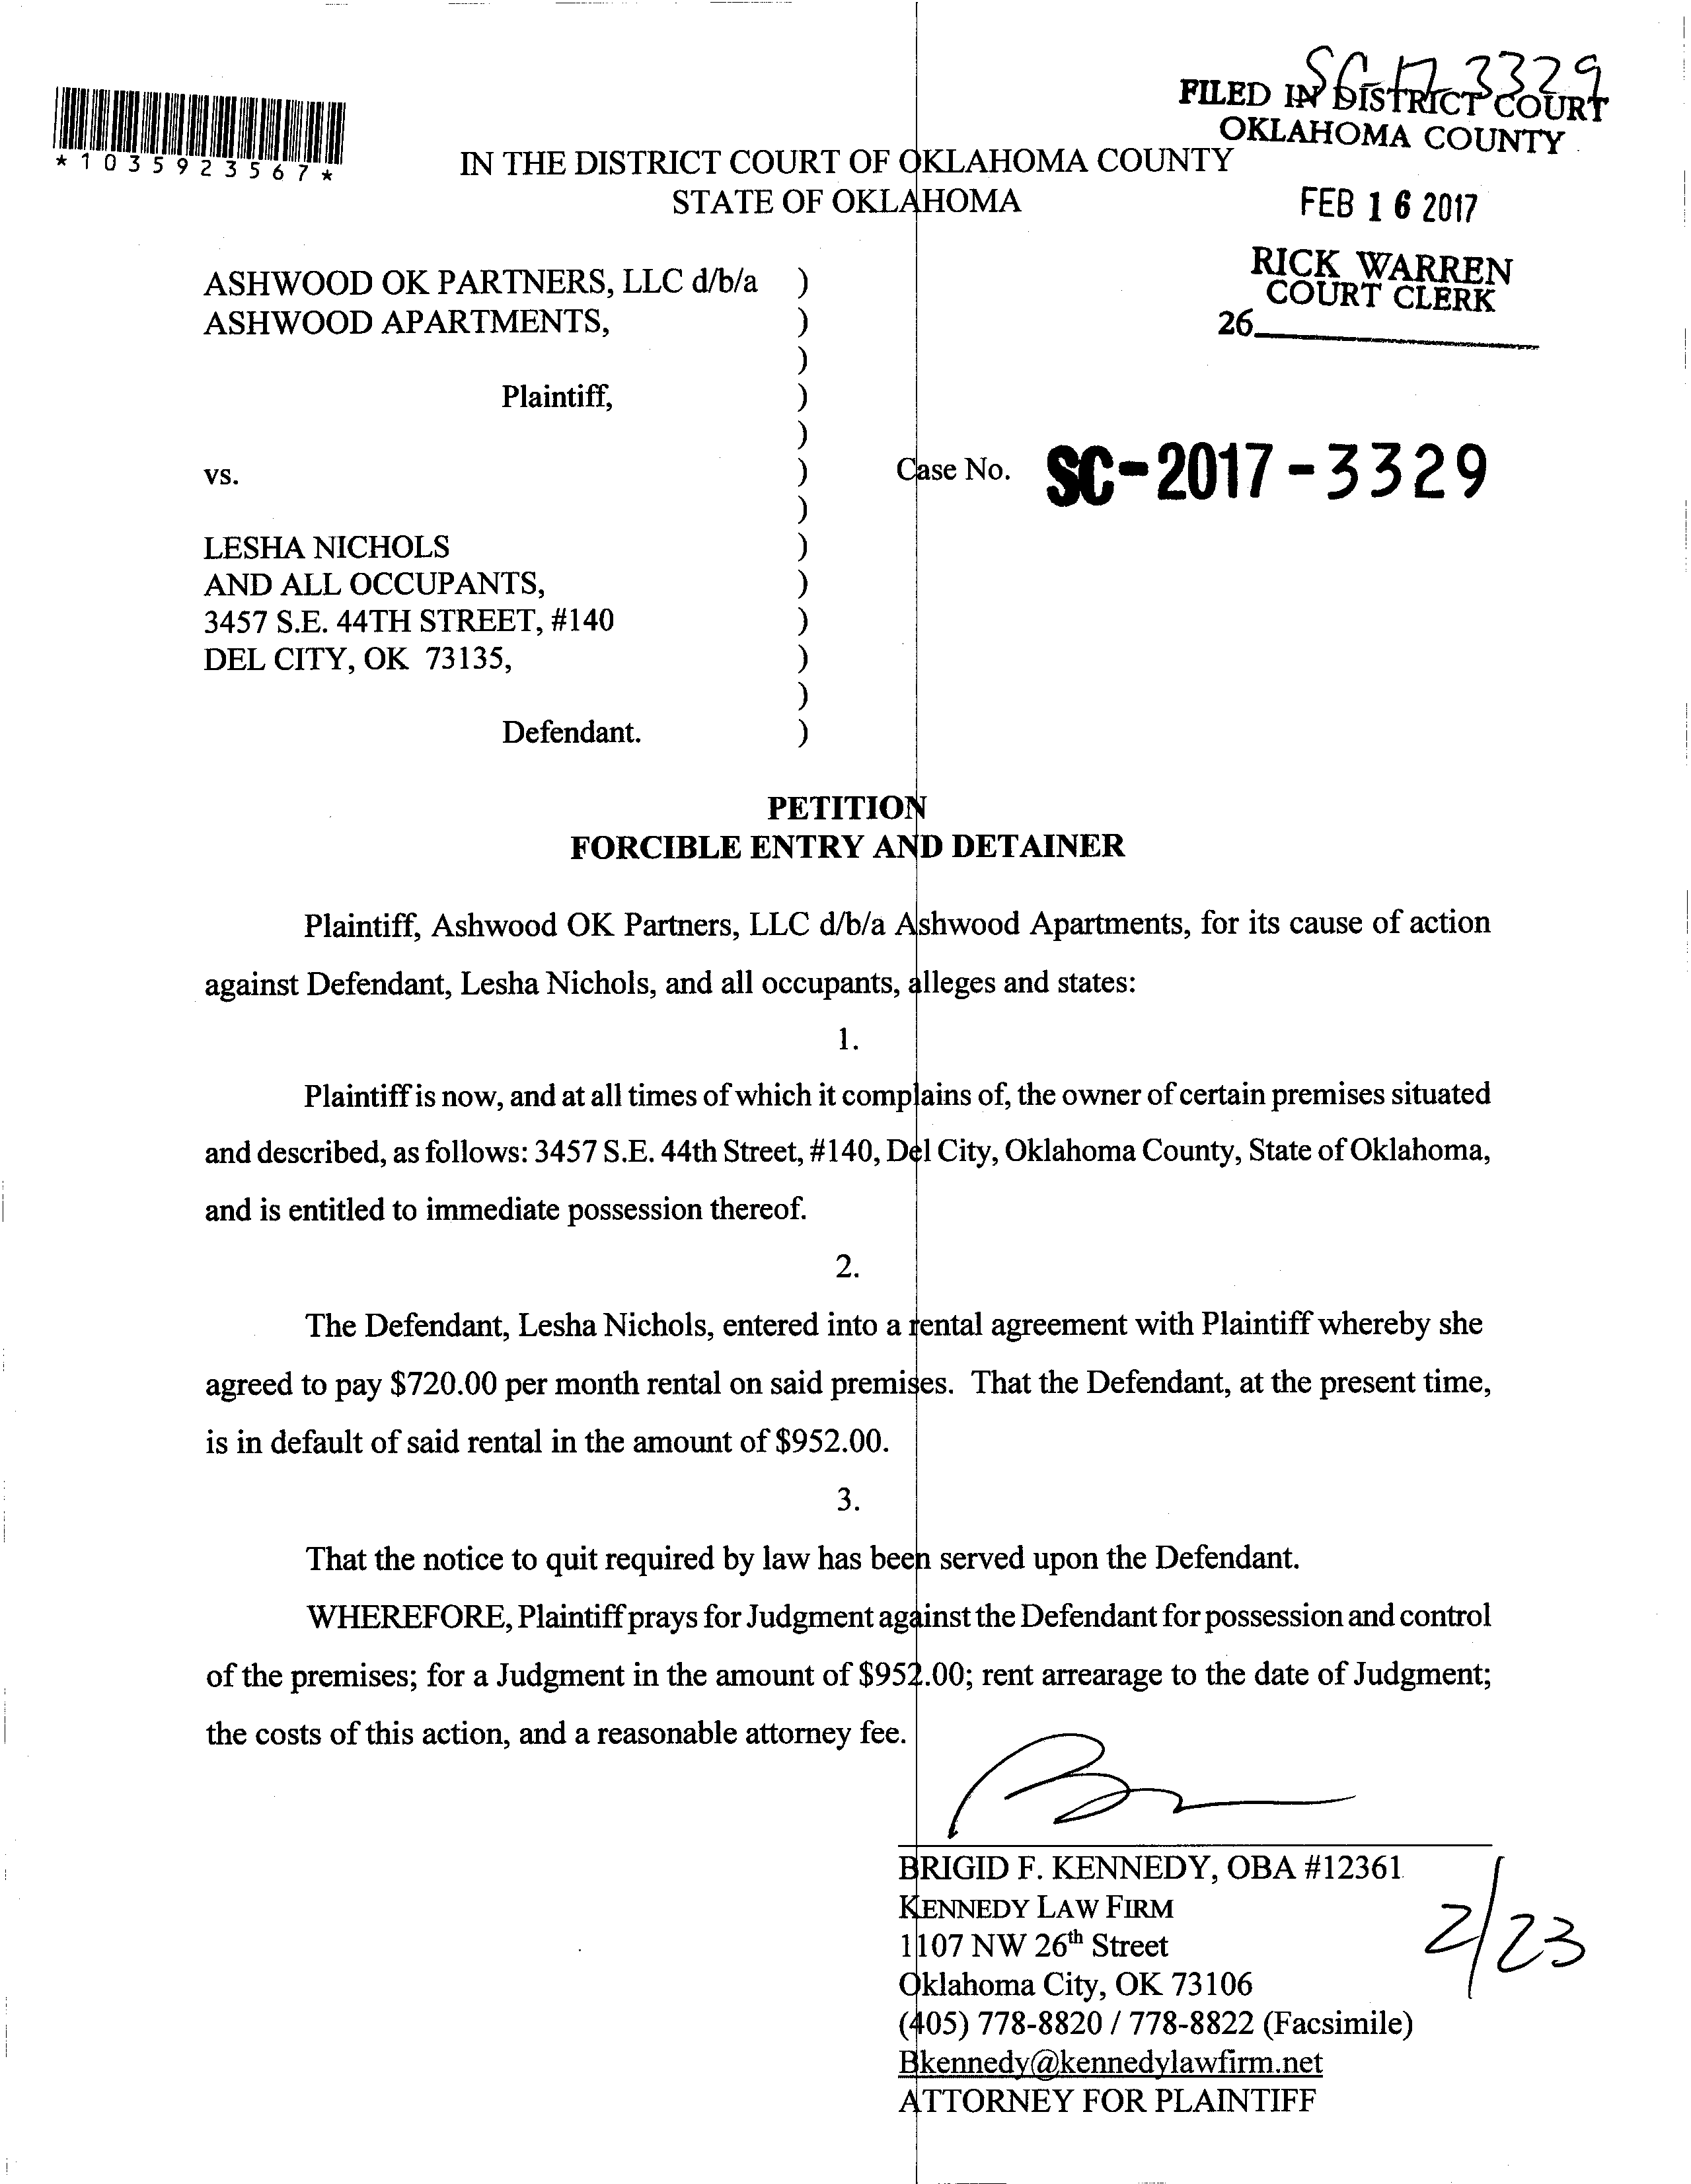 SC-17-3329
FILED IN DISTRICT COURT
OKLAHOMA COUNTY
*1035923567*
IN THE DISTRICT COURT OF OKLAHOMA COUNTY
STATE OF OKLAHOMA
FEB 16 2017
RICK WARREN
COURT CLERK
26
ASHWOOD OK PARTNERS, LLC d/b/a )
ASHWOOD APARTMENTS, )
)
Plaintiff, )
)
vs. ) Case No. SC-2017-3329
)
LESHA NICHOLS )
AND ALL OCCUPANTS, )
3457 S.E. 44TH STREET, #140 )
DEL CITY, OK 73135, )
)
Defendant. )
PETITION
FORCIBLE ENTRY AND DETAINER
Plaintiff, Ashwood OK Partners, LLC d/b/a Ashwood Apartments, for its cause of action
against Defendant, Lesha Nichols, and all occupants, alleges and states:
1.
Plaintiff is now, and at all times of which it complains of, the owner of certain premises situated
and described, as follows: 3457 S.E. 44th Street, #140, Del City, Oklahoma County, State of Oklahoma,
and is entitled to immediate possession thereof.
2.
The Defendant, Lesha Nichols, entered into a rental agreement with Plaintiff whereby she
agreed to pay $720.00 per month rental on said premises. That the Defendant, at the present time,
is in default of said rental in the amount of $952.00.
3.
That the notice to quit required by law has been served upon the Defendant.
WHEREFORE, Plaintiff prays for Judgment against the Defendant for possession and control
of the premises; for a Judgment in the amount of $952.00; rent arrearage to the date of Judgment;
the costs of this action, and a reasonable attorney fee.
BRIGID F. KENNEDY, OBA #12361
KENNEDY LAW FIRM
1107 NW 26th Street
2/23
Oklahoma City, OK 73106
(405) 778-8820 / 778-8822 (Facsimile)
Bkennedy@kennedylawfirm.net
ATTORNEY FOR PLAINTIFF